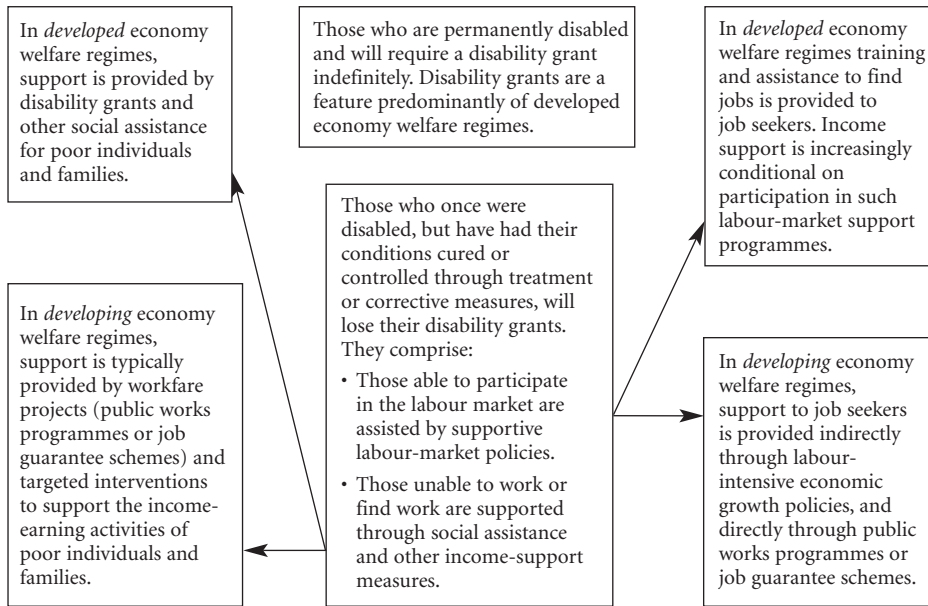 In developed economy
welfare regimes,
support is provided by
disability grants and
other social assistance
for poor individuals
and families.
Those who are permanently disabled
and will require a disability grant
indefinitely. Disability grants are a
feature predominantly of developed
economy welfare regimes.
In developed economy
welfare regimes training
and assistance to find
jobs is provided to
job seekers. Income
support is increasingly
conditional on
participation in such
labour-market support
programmes.
In developing economy
welfare regimes,
support is typically
provided by workfare
projects (public works
programmes or job
guarantee schemes) and
targeted interventions
to support the income-
earning activities of
poor individuals and
families.
Those who once were
disabled, but have had their
conditions cured or
controlled through treatment
or corrective measures, will
lose their disability grants.
They comprise:
• Those able to participate
in the labour market are
assisted by supportive
labour-market policies.
• Those unable to work or
find work are supported
through social assistance
and other income-support
measures.
In developing economy
welfare regimes,
support to job seekers
is provided indirectly
through labour-
intensive economic
growth policies, and
directly through public
works programmes or
job guarantee schemes.